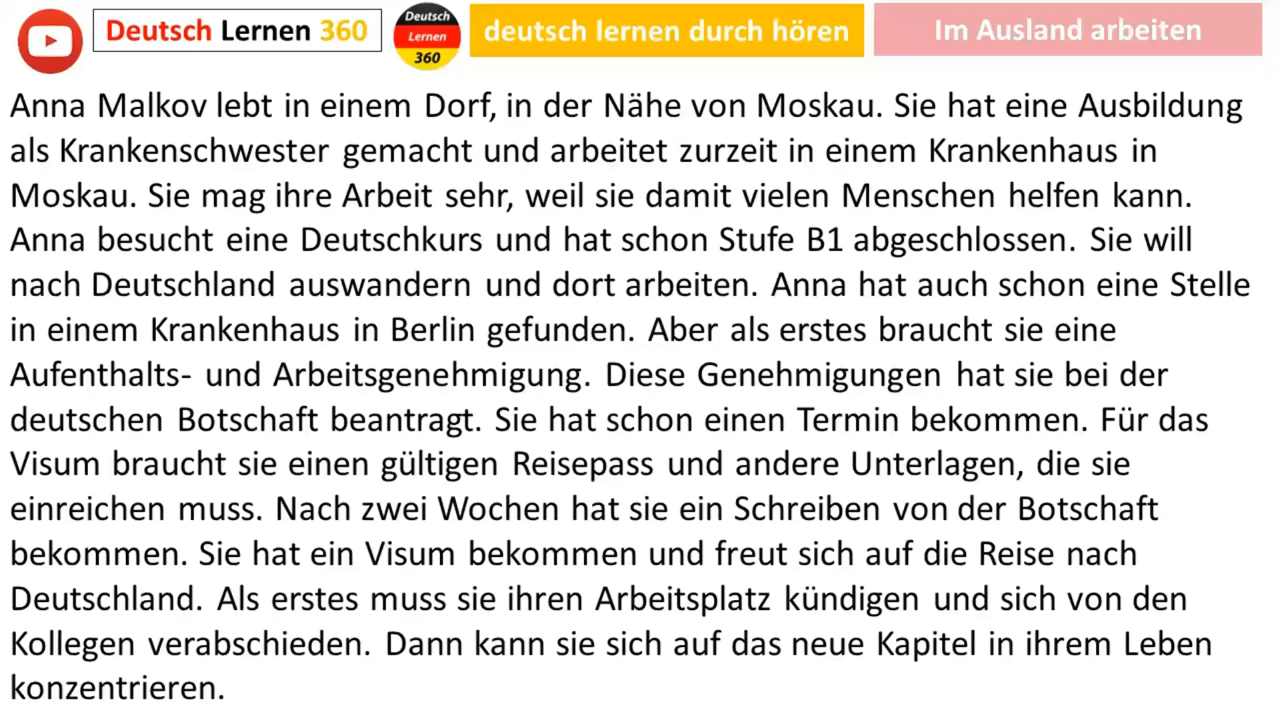 Deutsch Lernen 360
Deutsch
Lernen
360
deutsch lernen durch hören
Im Ausland arbeiten
Anna Malkov lebt in einem Dorf, in der Nähe von Moskau. Sie hat eine Ausbildung
als Krankenschwester gemacht und arbeitet zurzeit in einem Krankenhaus in
Moskau. Sie mag ihre Arbeit sehr, weil sie damit vielen Menschen helfen kann.
Anna besucht eine Deutschkurs und hat schon Stufe B1 abgeschlossen. Sie will
nach Deutschland auswandern und dort arbeiten. Anna hat auch schon eine Stelle
in einem Krankenhaus in Berlin gefunden. Aber als erstes braucht sie eine
Aufenthalts- und Arbeitsgenehmigung. Diese Genehmigungen hat sie bei der
deutschen Botschaft beantragt. Sie hat schon einen Termin bekommen. Für das
Visum braucht sie einen gültigen Reisepass und andere Unterlagen, die sie
einreichen muss. Nach zwei Wochen hat sie ein Schreiben von der Botschaft
bekommen. Sie hat ein Visum bekommen und freut sich auf die Reise nach
Deutschland. Als erstes muss sie ihren Arbeitsplatz kündigen und sich von den
Kollegen verabschieden. Dann kann sie sich auf das neue Kapitel in ihrem Leben
konzentrieren.